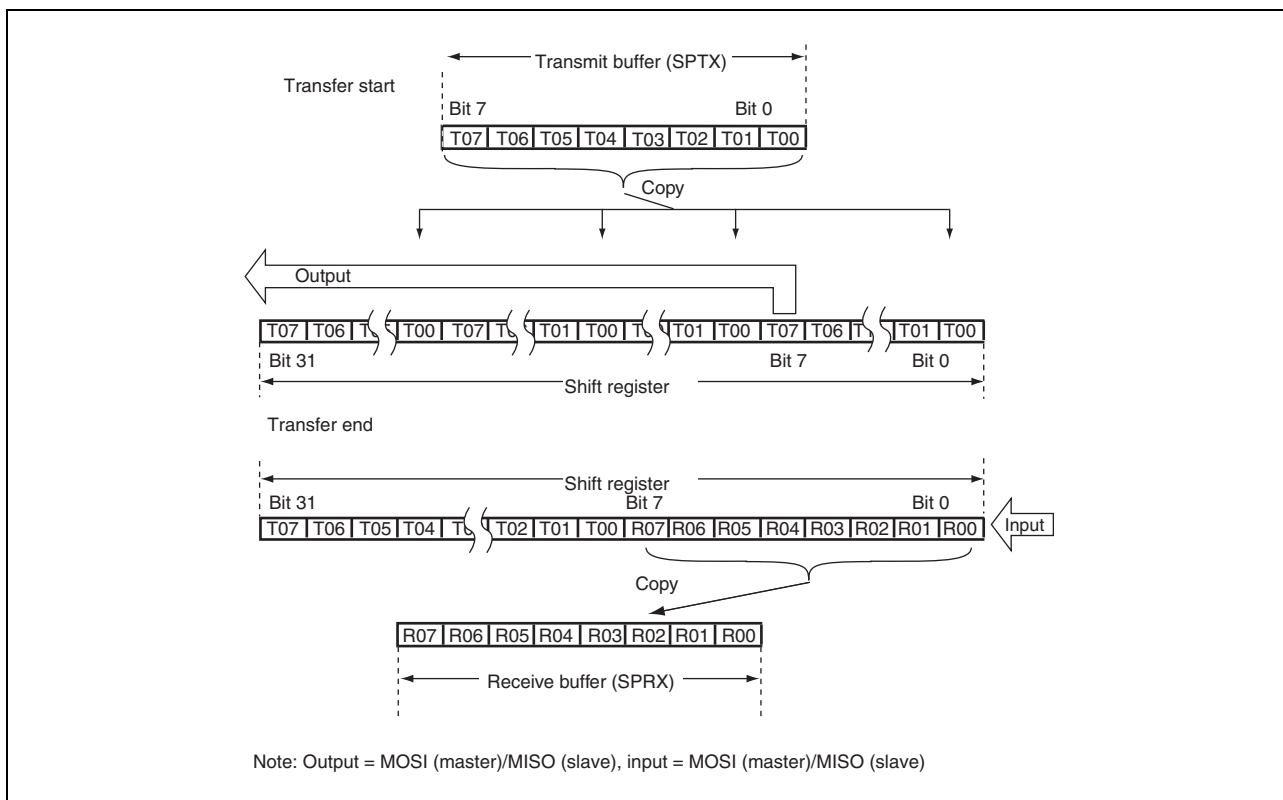 Transmit buffer (SPTX)
Transfer start
Bit 7 Bit 0
T07 T06 T05 T04 T03 T02 T01 T00
Copy
Output
T07 T06 T00 T07 T01 T00 T01 T00 T07 T06 T01 T00
Bit 31 Bit 7 Bit 0
Shift register
Transfer end
Shift register
Bit 31 Bit 7 Bit 0
T07 T06 T05 T04 T02 T01 T00 R07 R06 R05 R04 R03 R02 R01 R00 Input
Copy
R07 R06 R05 R04 R03 R02 R01 R00
Receive buffer (SPRX)
Note: Output = MOSI (master)/MISO (slave), input = MOSI (master)/MISO (slave)